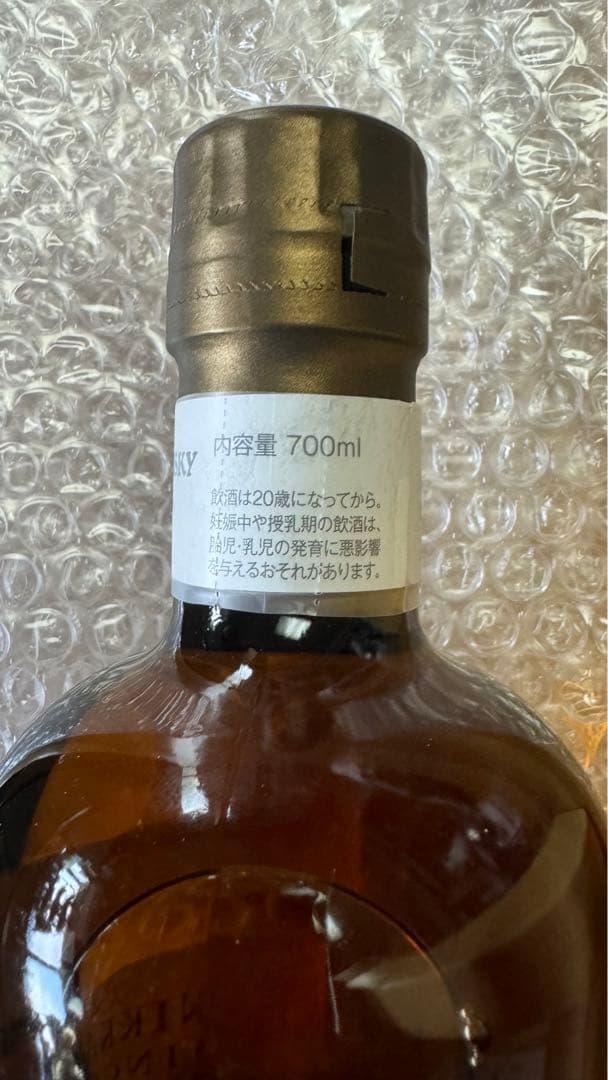 SKY
内容量 700ml
飲酒は20歳になってから。
妊娠中や授乳期の飲酒は、
胎児・乳児の発育に悪影響
を与えるおそれがあります。